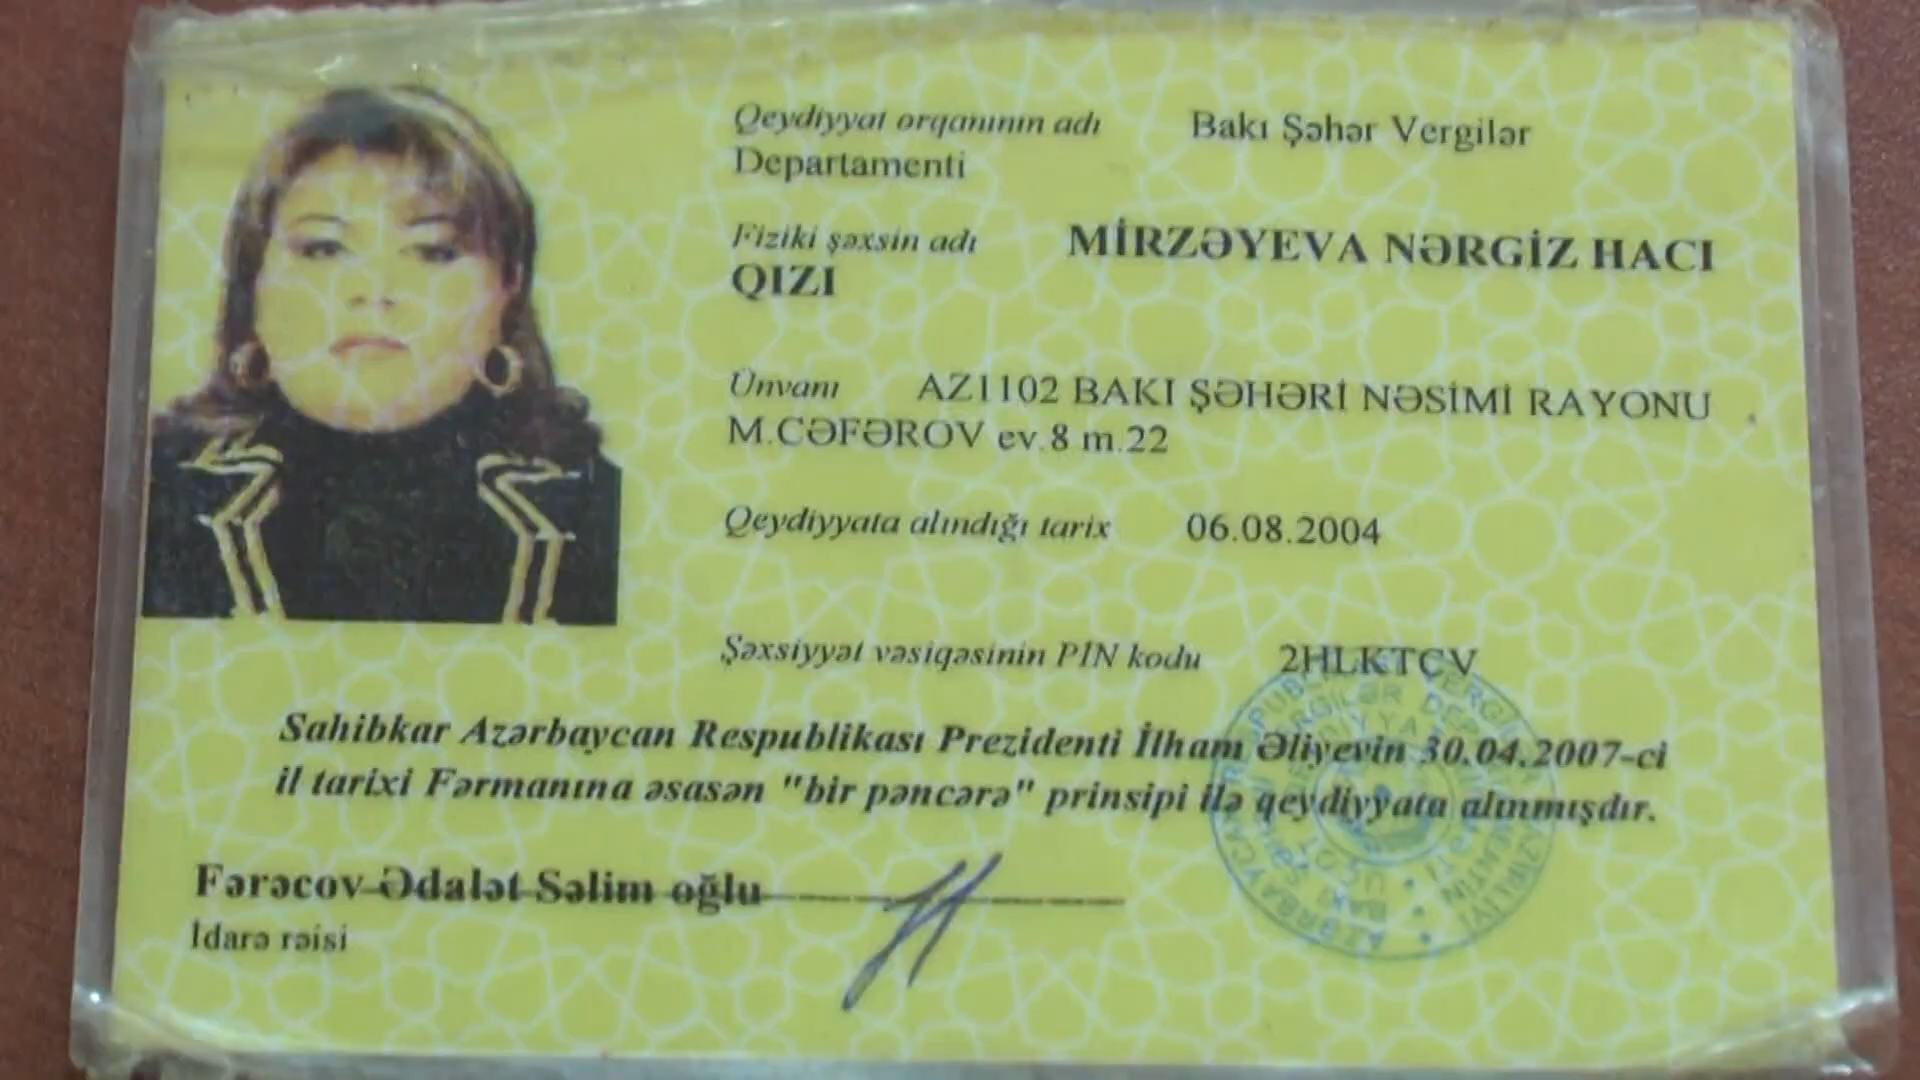 Qeydiyyat orqanının adı Bakı Şəhər Vergilər
Departamenti
Fiziki şəxsin adı MİRZƏYEVA NƏRGİZ HACI
QIZI
Ünvanı AZ1102 BAKI ŞƏHƏRİ NƏSİMİ RAYONU
M.CƏFƏROV ev.8 m.22
Qeydiyyata alındığı tarix 06.08.2004
Şəxsiyyət vəsiqəsinin PİN kodu 2HLKTCV
Sahibkar Azərbaycan Respublikası Prezidenti İlham Əliyevin 30.04.2007-ci
il tarixi Fərmanına əsasən "bir pəncərə" prinsipi ilə qeydiyyata alınmışdır.
Fərəcov Ədalət Səlim oğlu
İdarə rəisi